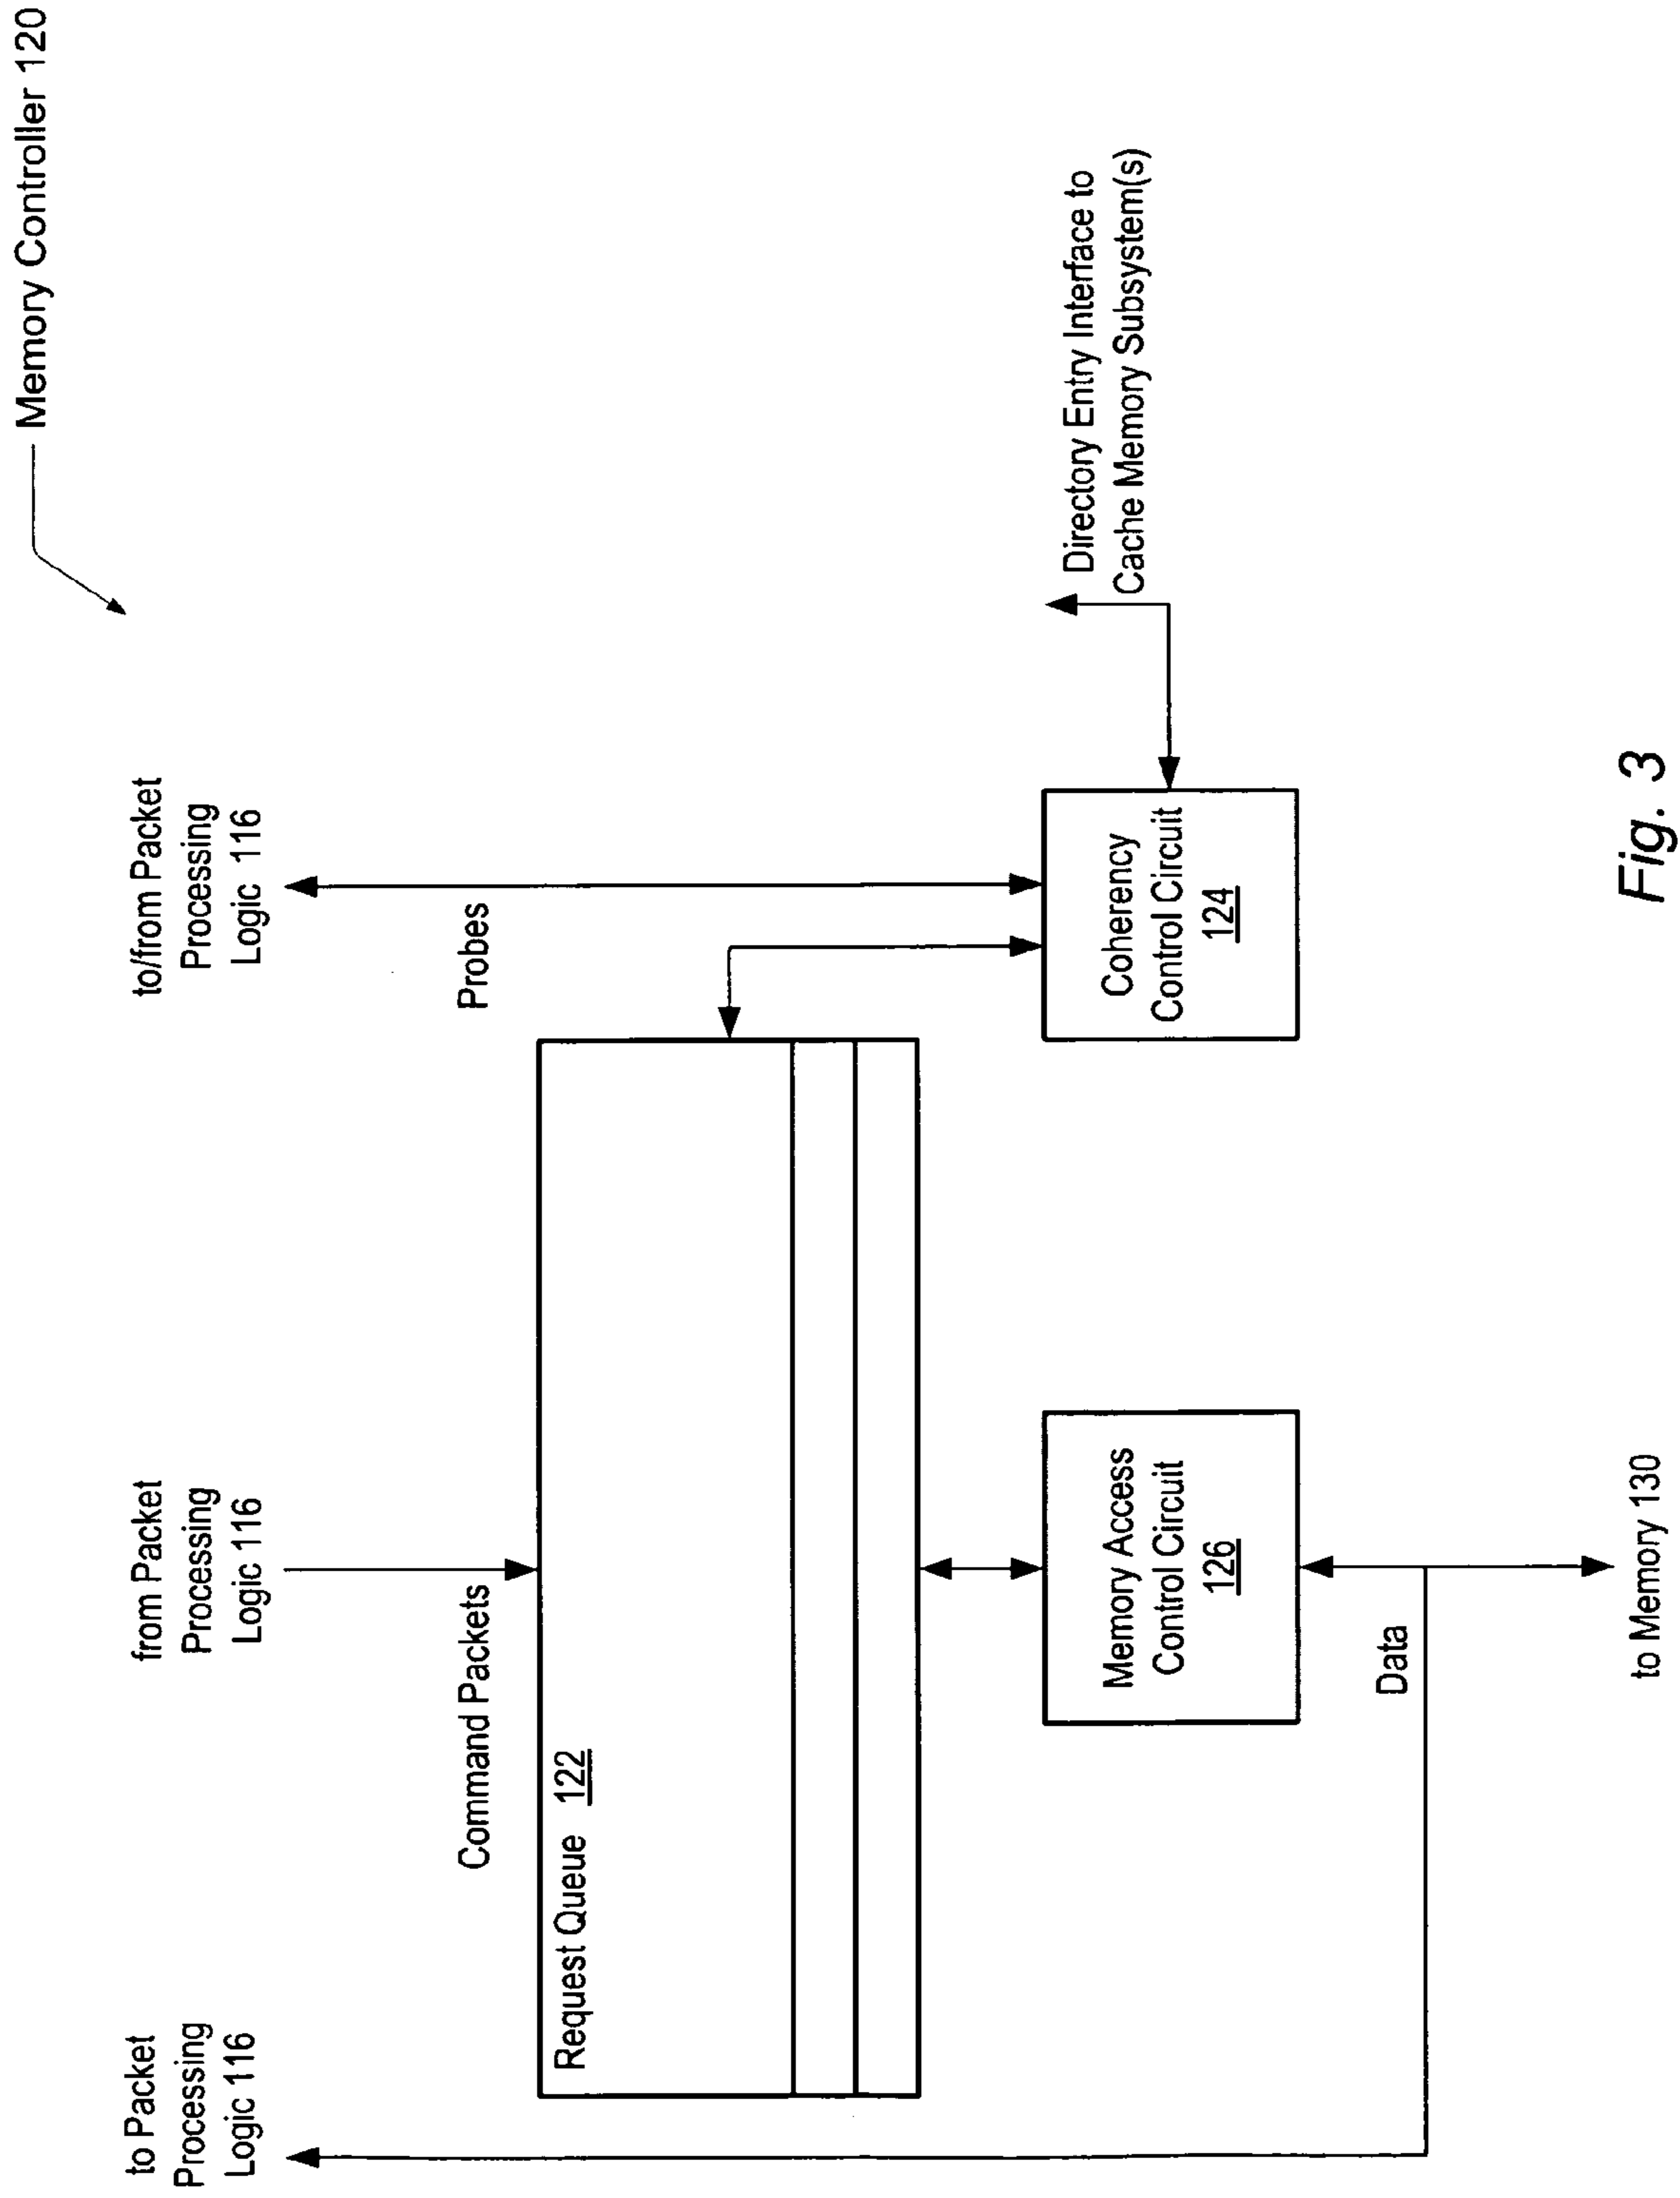 Memory Controller 120
to Packet
Processing
Logic 116
from Packet
Processing
Logic 116
to/from Packet
Processing
Logic 116
Command Packets
Probes
Request Queue 122
Directory Entry Interface to
Cache Memory Subsystem(s)
Memory Access
Control Circuit
126
Coherency
Control Circuit
124
Data
to Memory 130
Fig. 3